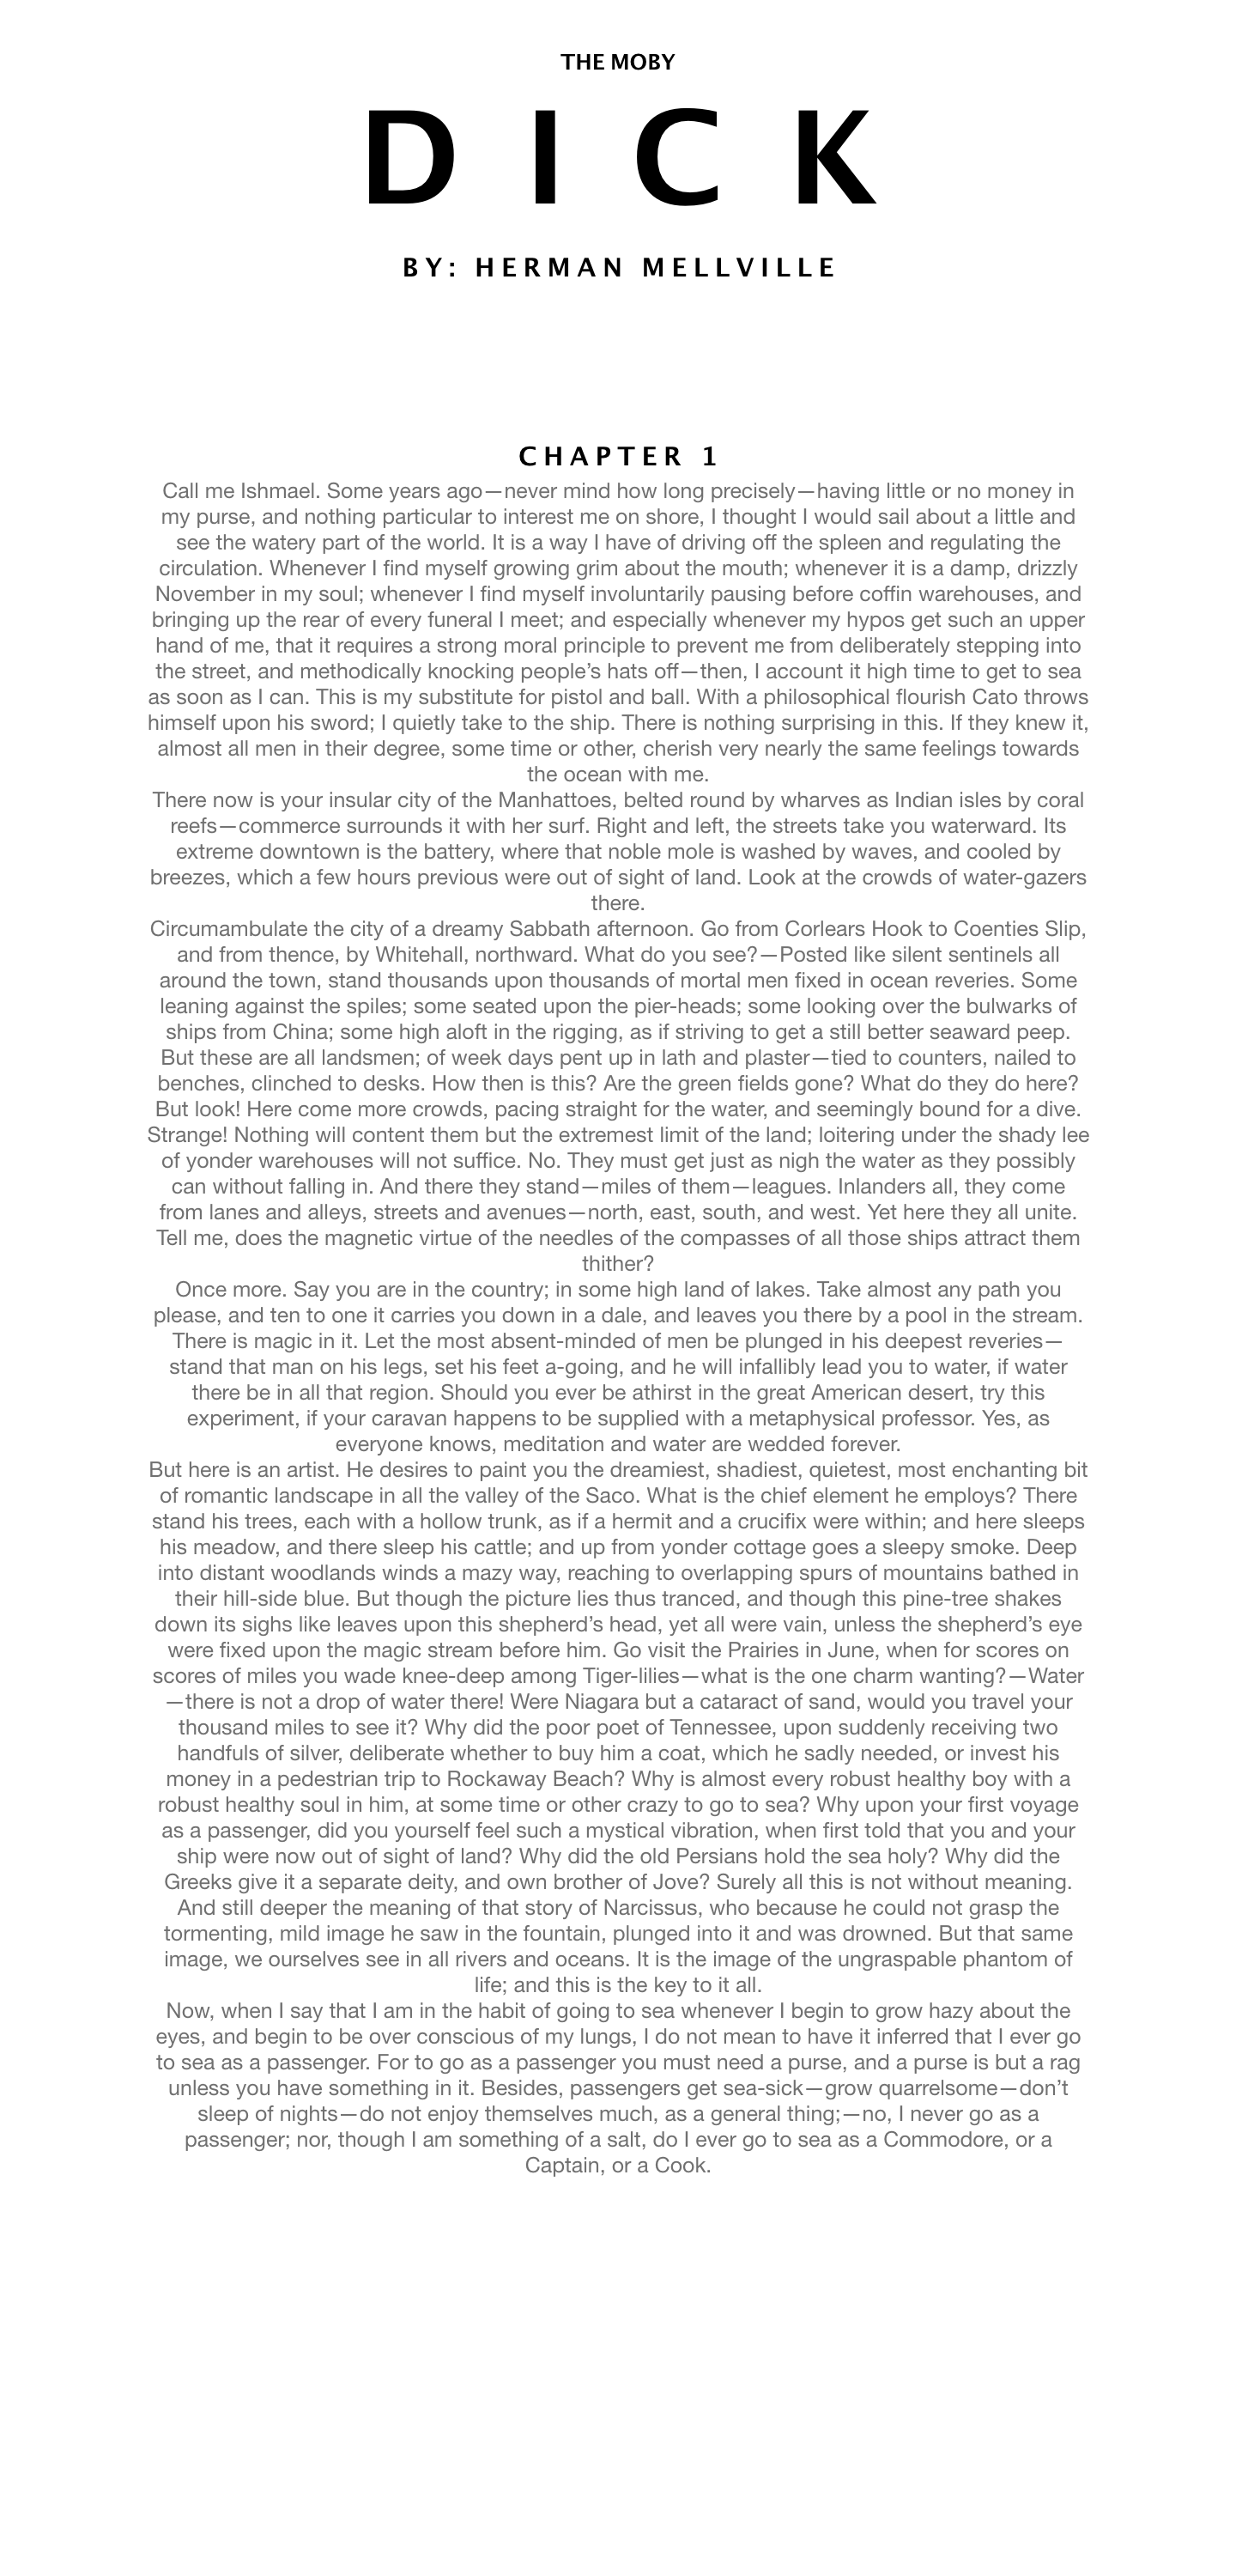 THE MOBY
DICK
BY: HERMAN MELLVILLE
CHAPTER 1
Call me Ishmael. Some years ago—never mind how long precisely—having little or no money in
my purse, and nothing particular to interest me on shore, I thought I would sail about a little and
see the watery part of the world. It is a way I have of driving off the spleen and regulating the
circulation. Whenever I find myself growing grim about the mouth; whenever it is a damp, drizzly
November in my soul; whenever I find myself involuntarily pausing before coffin warehouses, and
bringing up the rear of every funeral I meet; and especially whenever my hypos get such an upper
hand of me, that it requires a strong moral principle to prevent me from deliberately stepping into
the street, and methodically knocking people’s hats off—then, I account it high time to get to sea
as soon as I can. This is my substitute for pistol and ball. With a philosophical flourish Cato throws
himself upon his sword; I quietly take to the ship. There is nothing surprising in this. If they knew it,
almost all men in their degree, some time or other, cherish very nearly the same feelings towards
the ocean with me.
There now is your insular city of the Manhattoes, belted round by wharves as Indian isles by coral
reefs—commerce surrounds it with her surf. Right and left, the streets take you waterward. Its
extreme downtown is the battery, where that noble mole is washed by waves, and cooled by
breezes, which a few hours previous were out of sight of land. Look at the crowds of water-gazers
there.
Circumambulate the city of a dreamy Sabbath afternoon. Go from Corlears Hook to Coenties Slip,
and from thence, by Whitehall, northward. What do you see?—Posted like silent sentinels all
around the town, stand thousands upon thousands of mortal men fixed in ocean reveries. Some
leaning against the spiles; some seated upon the pier-heads; some looking over the bulwarks of
ships from China; some high aloft in the rigging, as if striving to get a still better seaward peep.
But these are all landsmen; of week days pent up in lath and plaster—tied to counters, nailed to
benches, clinched to desks. How then is this? Are the green fields gone? What do they do here?
But look! Here come more crowds, pacing straight for the water, and seemingly bound for a dive.
Strange! Nothing will content them but the extremest limit of the land; loitering under the shady lee
of yonder warehouses will not suffice. No. They must get just as nigh the water as they possibly
can without falling in. And there they stand—miles of them—leagues. Inlanders all, they come
from lanes and alleys, streets and avenues—north, east, south, and west. Yet here they all unite.
Tell me, does the magnetic virtue of the needles of the compasses of all those ships attract them
thither?
Once more. Say you are in the country; in some high land of lakes. Take almost any path you
please, and ten to one it carries you down in a dale, and leaves you there by a pool in the stream.
There is magic in it. Let the most absent-minded of men be plunged in his deepest reveries—
stand that man on his legs, set his feet a-going, and he will infallibly lead you to water, if water
there be in all that region. Should you ever be athirst in the great American desert, try this
experiment, if your caravan happens to be supplied with a metaphysical professor. Yes, as
everyone knows, meditation and water are wedded forever.
But here is an artist. He desires to paint you the dreamiest, shadiest, quietest, most enchanting bit
of romantic landscape in all the valley of the Saco. What is the chief element he employs? There
stand his trees, each with a hollow trunk, as if a hermit and a crucifix were within; and here sleeps
his meadow, and there sleep his cattle; and up from yonder cottage goes a sleepy smoke. Deep
into distant woodlands winds a mazy way, reaching to overlapping spurs of mountains bathed in
their hill-side blue. But though the picture lies thus tranced, and though this pine-tree shakes
down its sighs like leaves upon this shepherd’s head, yet all were vain, unless the shepherd’s eye
were fixed upon the magic stream before him. Go visit the Prairies in June, when for scores on
scores of miles you wade knee-deep among Tiger-lilies—what is the one charm wanting?—Water
—there is not a drop of water there! Were Niagara but a cataract of sand, would you travel your
thousand miles to see it? Why did the poor poet of Tennessee, upon suddenly receiving two
handfuls of silver, deliberate whether to buy him a coat, which he sadly needed, or invest his
money in a pedestrian trip to Rockaway Beach? Why is almost every robust healthy boy with a
robust healthy soul in him, at some time or other crazy to go to sea? Why upon your first voyage
as a passenger, did you yourself feel such a mystical vibration, when first told that you and your
ship were now out of sight of land? Why did the old Persians hold the sea holy? Why did the
Greeks give it a separate deity, and own brother of Jove? Surely all this is not without meaning.
And still deeper the meaning of that story of Narcissus, who because he could not grasp the
tormenting, mild image he saw in the fountain, plunged into it and was drowned. But that same
image, we ourselves see in all rivers and oceans. It is the image of the ungraspable phantom of
life; and this is the key to it all.
Now, when I say that I am in the habit of going to sea whenever I begin to grow hazy about the
eyes, and begin to be over conscious of my lungs, I do not mean to have it inferred that I ever go
to sea as a passenger. For to go as a passenger you must need a purse, and a purse is but a rag
unless you have something in it. Besides, passengers get sea-sick—grow quarrelsome—don’t
sleep of nights—do not enjoy themselves much, as a general thing;—no, I never go as a
passenger; nor, though I am something of a salt, do I ever go to sea as a Commodore, or a
Captain, or a Cook.